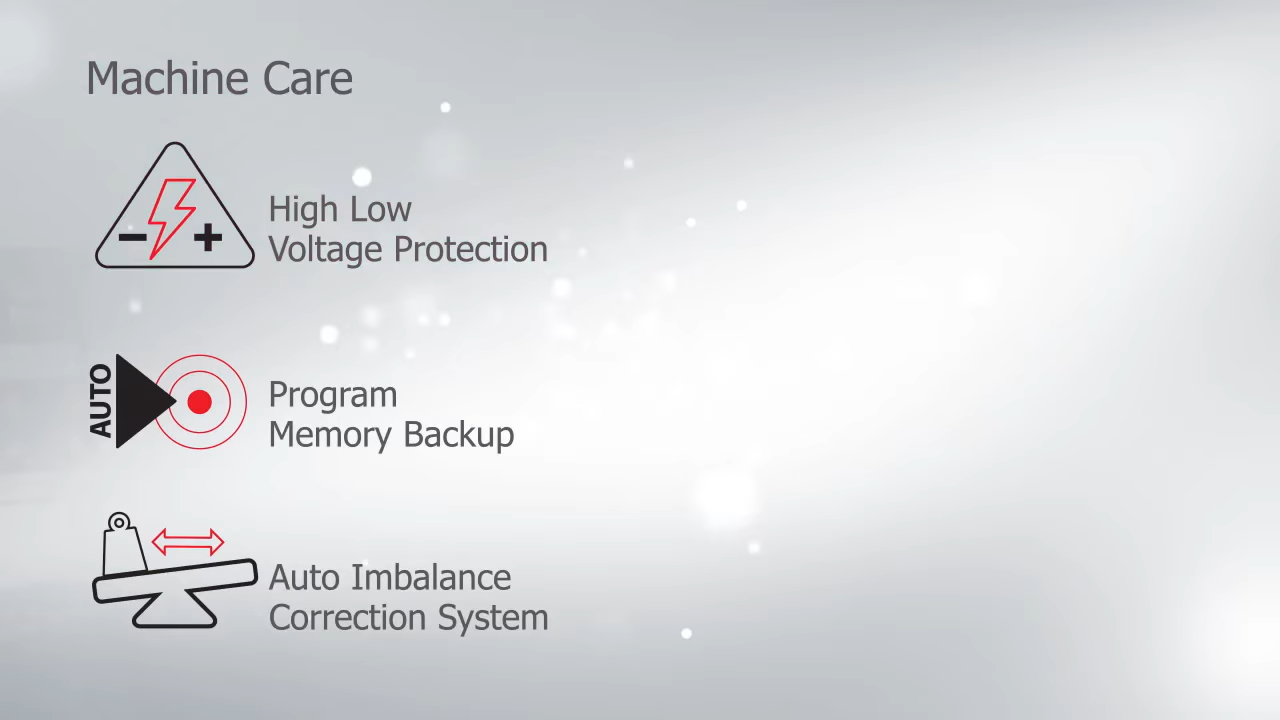 Machine Care
High Low
Voltage Protection
AUTO
Program
Memory Backup
Auto Imbalance
Correction System